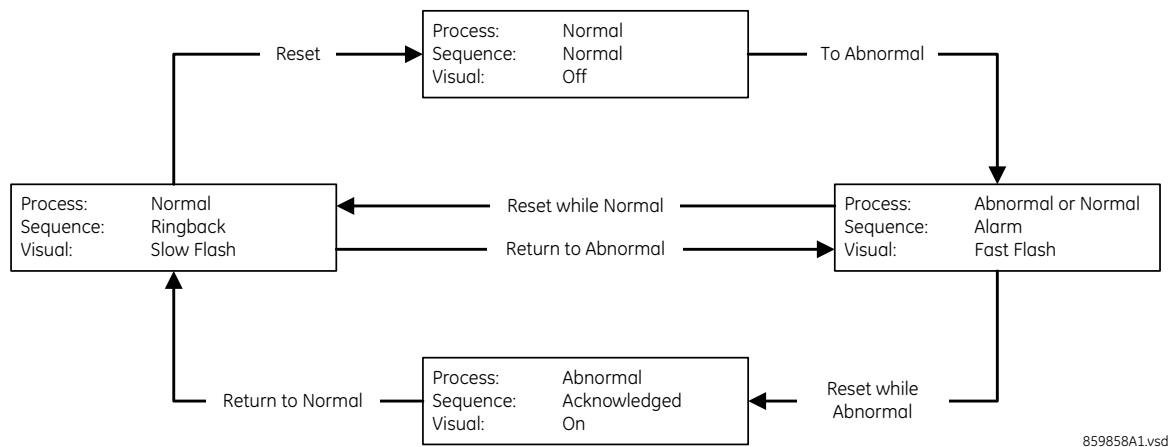 Process: Normal
Sequence: Normal
Visual: Off
Reset
To Abnormal
Process: Normal
Sequence: Ringback
Visual: Slow Flash
Reset while Normal
Return to Abnormal
Process: Abnormal or Normal
Sequence: Alarm
Visual: Fast Flash
Return to Normal
Process: Abnormal
Sequence: Acknowledged
Visual: On
Reset while
Abnormal
859858A1.vsd